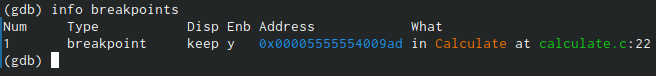 (gdb) info breakpoints
Num     Type           Disp Enb Address            What
1       breakpoint     keep y   0x00005555554009ad in Calculate at calculate.c:22
(gdb)